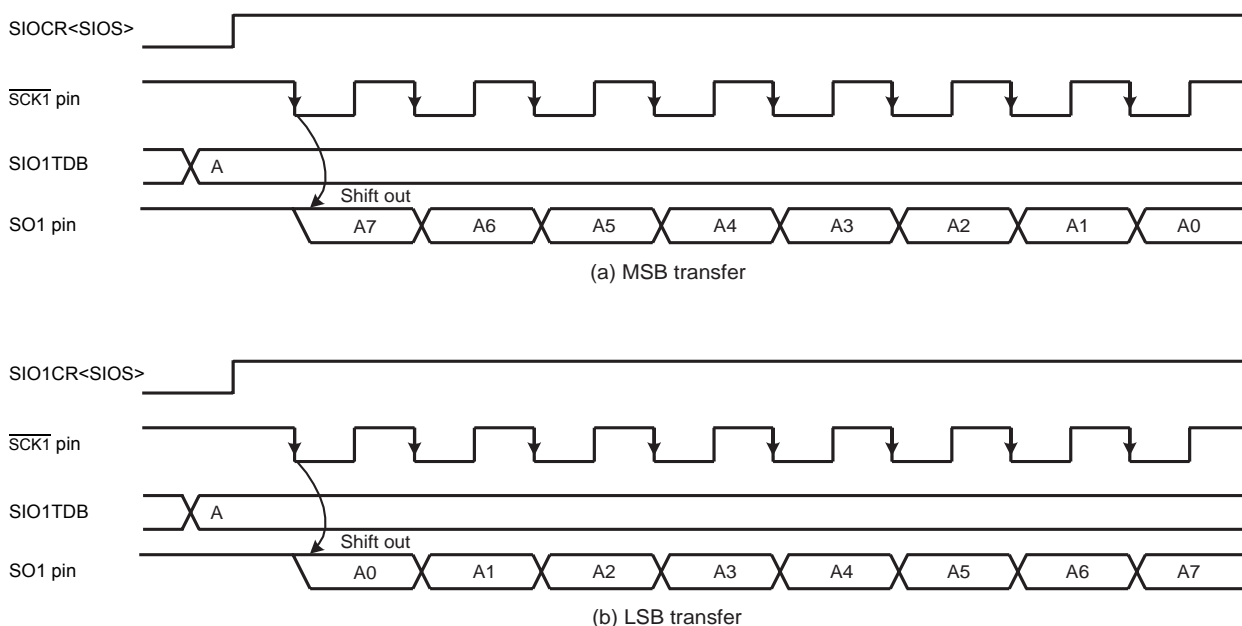 SIOCR<SIOS>
SCK1 pin
SIO1TDB
A
Shift out
SO1 pin
A7 A6 A5 A4 A3 A2 A1 A0
(a) MSB transfer
SIO1CR<SIOS>
SCK1 pin
SIO1TDB
A
Shift out
SO1 pin
A0 A1 A2 A3 A4 A5 A6 A7
(b) LSB transfer